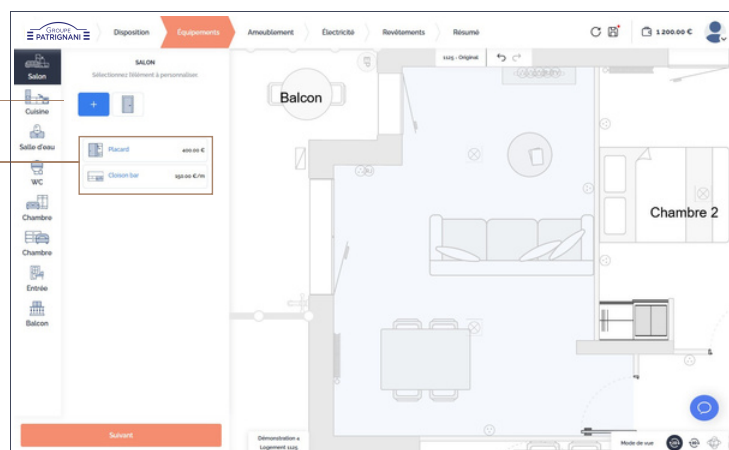 GROUPE
PATRIGNANI
Disposition
Équipements
Ameublement
Électricité
Revêtements
Résumé
1 200.00 €
Salon
Cuisine
Salle d'eau
WC
Chambre
Chambre
Entrée
Balcon
SALON
Sélectionnez l'élément à personnaliser
+
Placard
400.00 €
Cloison bar
192.00 €/m
Suivant
1125 - Original
Balcon
Chambre 2
Démonstration 4
Logement 1125
Mode de vue